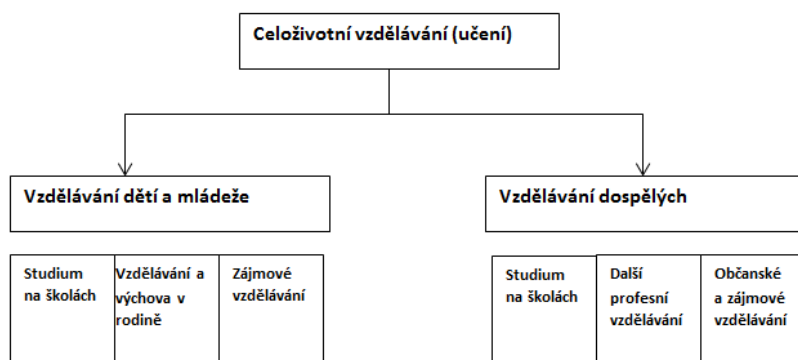 Celoživotní vzdělávání (učení)
Vzdělávání dětí a mládeže
Vzdělávání dospělých
Studium
na školách
Vzdělávání a
výchova v
rodině
Zájmové
vzdělávání
Studium
na školách
Další
profesní
vzdělávání
Občanské
a zájmové
vzdělávání